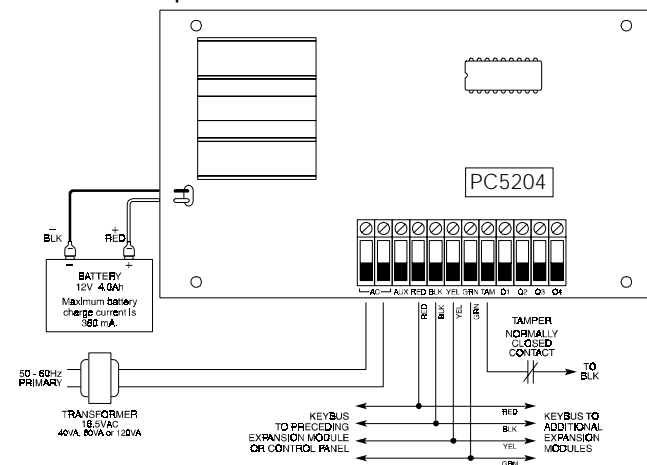 PC5204
BLK
RED
− +
BATTERY
12V 4.0Ah
Maximum battery
charge current is
360 mA.
AC AUX RED BLK YEL GRN TAM O1 O2 O3 O4
RED
BLK
YEL
GRN
TAMPER
NORMALLY
CLOSED
CONTACT
TO
BLK
50 - 60Hz
PRIMARY
TRANSFORMER
16.5VAC
40VA, 80VA or 120VA
KEYBUS
TO PRECEDING
EXPANSION MODULE
OR CONTROL PANEL
RED
BLK
YEL
GRN
KEYBUS TO
ADDITIONAL
EXPANSION
MODULES